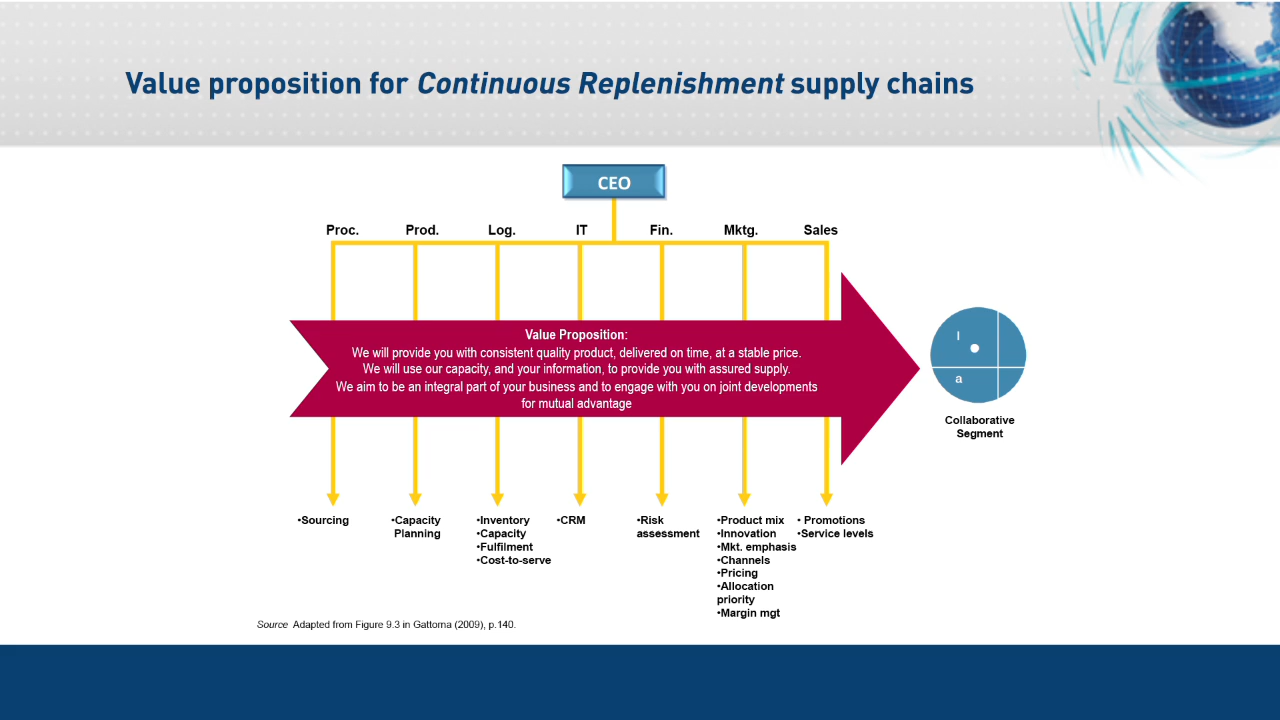 Value proposition for Continuous Replenishment supply chains
CEO
Proc. Prod. Log. IT Fin. Mktg. Sales
Value Proposition:
We will provide you with consistent quality product, delivered on time, at a stable price.
We will use our capacity, and your information, to provide you with assured supply.
We aim to be an integral part of your business and to engage with you on joint developments
for mutual advantage
I
a
Collaborative
Segment
•Sourcing
•Capacity
Planning
•Inventory
•Capacity
•Fulfilment
•Cost-to-serve
•CRM
•Risk
assessment
•Product mix
•Innovation
•Mkt. emphasis
•Channels
•Pricing
•Allocation
priority
•Margin mgt
• Promotions
•Service levels
Source Adapted from Figure 9.3 in Gattorna (2009), p.140.